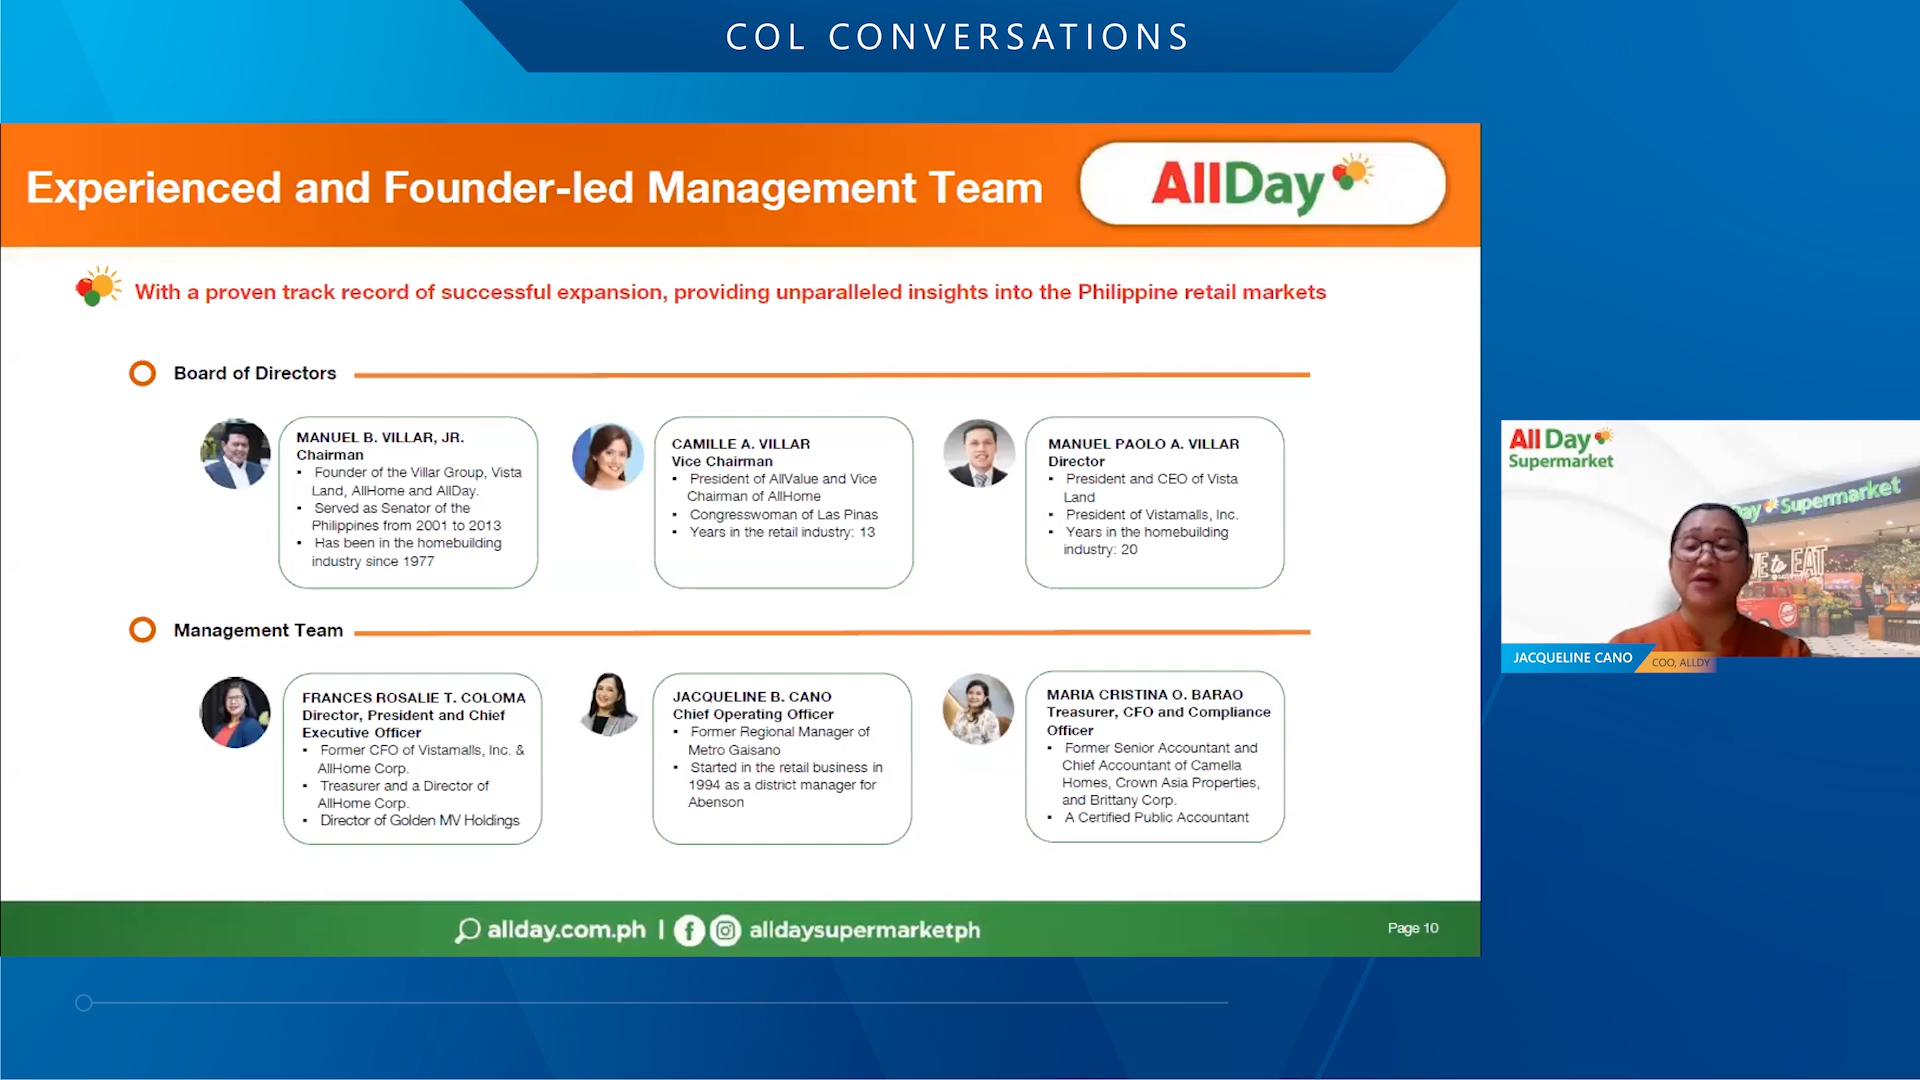 COL CONVERSATIONS
Experienced and Founder-led Management Team
AllDay
With a proven track record of successful expansion, providing unparalleled insights into the Philippine retail markets
Board of Directors
MANUEL B. VILLAR, JR.
Chairman
▪ Founder of the Villar Group, Vista
Land, AllHome and AllDay.
▪ Served as Senator of the
Philippines from 2001 to 2013
▪ Has been in the homebuilding
industry since 1977
CAMILLE A. VILLAR
Vice Chairman
▪ President of AllValue and Vice
Chairman of AllHome
▪ Congresswoman of Las Pinas
▪ Years in the retail industry: 13
MANUEL PAOLO A. VILLAR
Director
▪ President and CEO of Vista
Land
▪ President of Vistamalls, Inc.
▪ Years in the homebuilding
industry: 20
Management Team
FRANCES ROSALIE T. COLOMA
Director, President and Chief
Executive Officer
▪ Former CFO of Vistamalls, Inc. &
AllHome Corp.
▪ Treasurer and a Director of
AllHome Corp.
▪ Director of Golden MV Holdings
JACQUELINE B. CANO
Chief Operating Officer
▪ Former Regional Manager of
Metro Gaisano
▪ Started in the retail business in
1994 as a district manager for
Abenson
MARIA CRISTINA O. BARAO
Treasurer, CFO and Compliance
Officer
▪ Former Senior Accountant and
Chief Accountant of Camella
Homes, Crown Asia Properties,
and Brittany Corp.
▪ A Certified Public Accountant
allday.com.ph | alldaysupermarketph
Page 10
All Day
Supermarket
Day Supermarket
to EAT
JACQUELINE CANO
COO, ALLDY